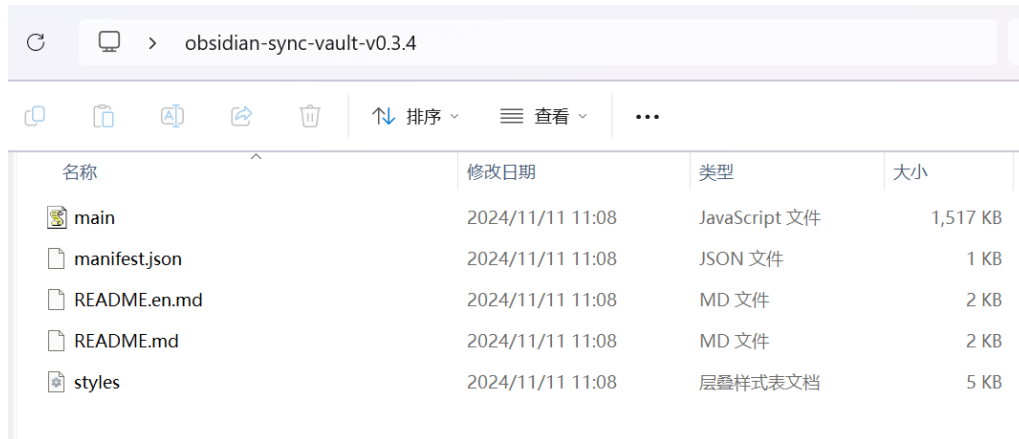 obsidian-sync-vault-v0.3.4
排序 查看
名称 修改日期 类型 大小
main 2024/11/11 11:08 JavaScript 文件 1,517 KB
manifest.json 2024/11/11 11:08 JSON 文件 1 KB
README.en.md 2024/11/11 11:08 MD 文件 2 KB
README.md 2024/11/11 11:08 MD 文件 2 KB
styles 2024/11/11 11:08 层叠样式表文档 5 KB